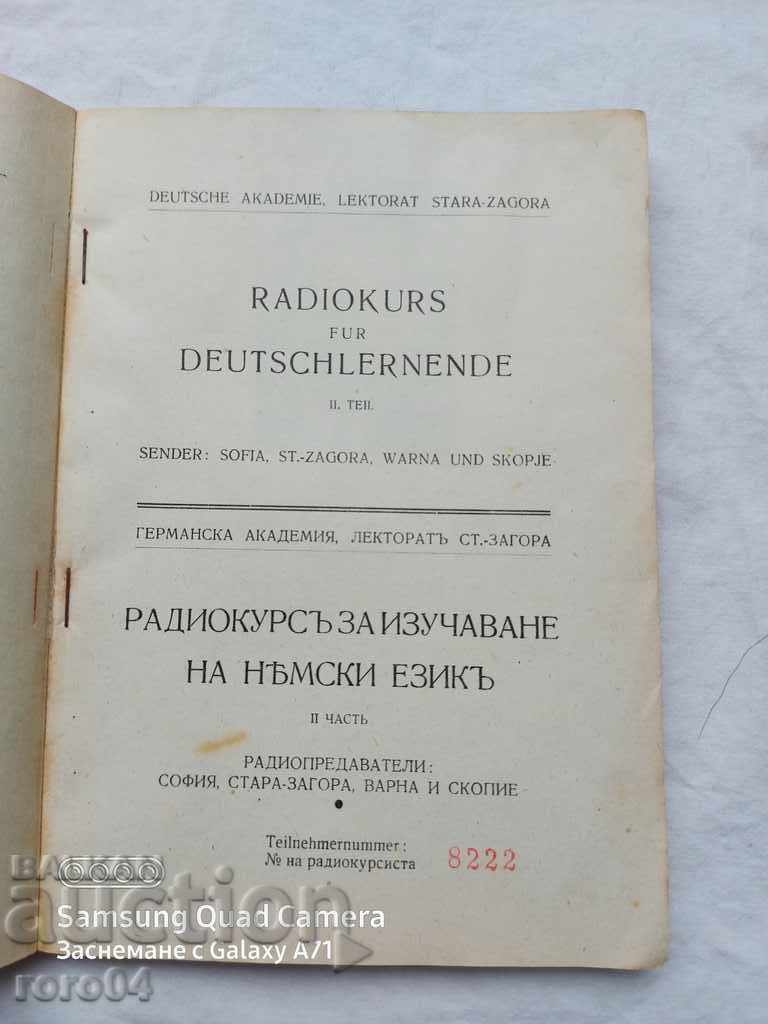 DEUTSCHE AKADEMIE, LEKTORAT STARA-ZAGORA
RADIOKURS
FUR
DEUTSCHLERNENDE
II. TEIL
SENDER: SOFIA, ST.-ZAGORA, WARNA UND SKOPJE
ГЕРМАНСКА АКАДЕМИЯ, ЛЕКТОРАТЪ СТ.-ЗАГОРА
РАДИОКУРСЪ ЗА ИЗУЧАВАНЕ
НА НѢМСКИ ЕЗИКЪ
II ЧАСТЬ
РАДИОПРЕДАВАТЕЛИ:
СОФИЯ, СТАРА-ЗАГОРА, ВАРНА И СКОПИЕ
Teilnehmernummer:
№ на радиокурсиста 8222
БАЛКАН
auction
Samsung Quad Camera
Заснемане с Galaxy A71
roro04